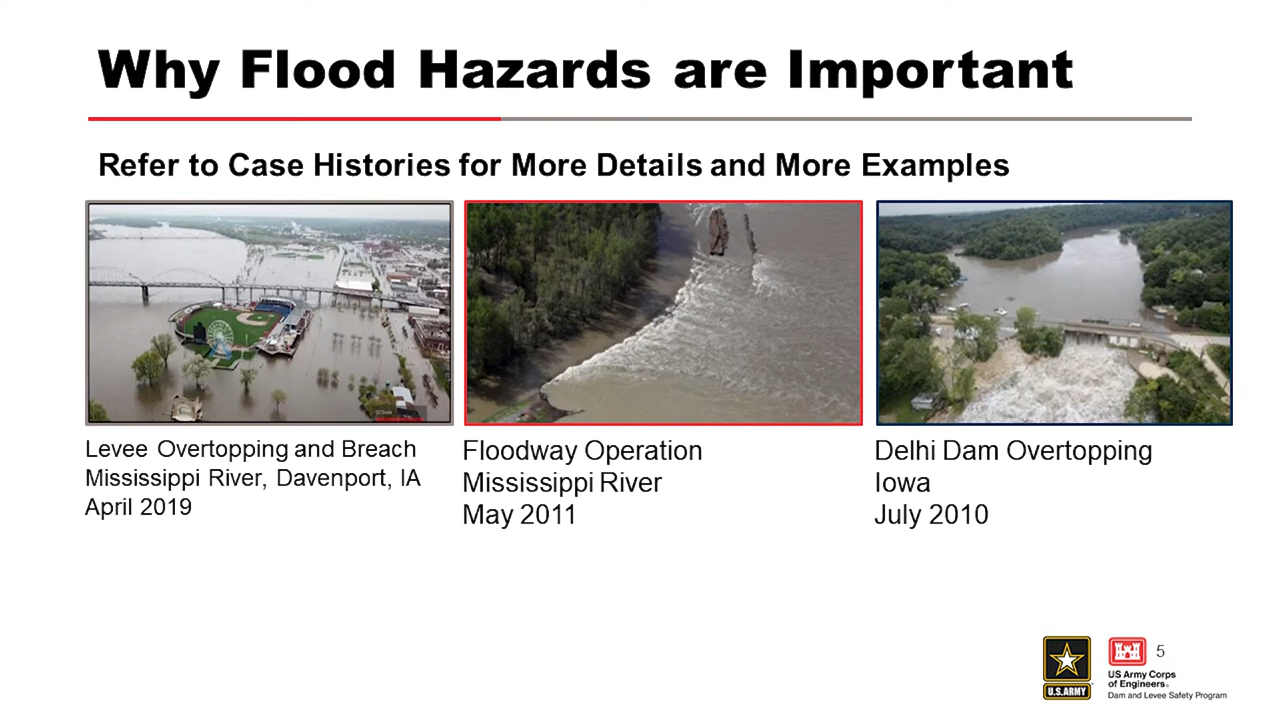 Why Flood Hazards are Important
Refer to Case Histories for More Details and More Examples
Levee Overtopping and Breach
Mississippi River, Davenport, IA
April 2019
Floodway Operation
Mississippi River
May 2011
Delhi Dam Overtopping
Iowa
July 2010
U.S.ARMY
5
US Army Corps
of Engineers®
Dam and Levee Safety Program